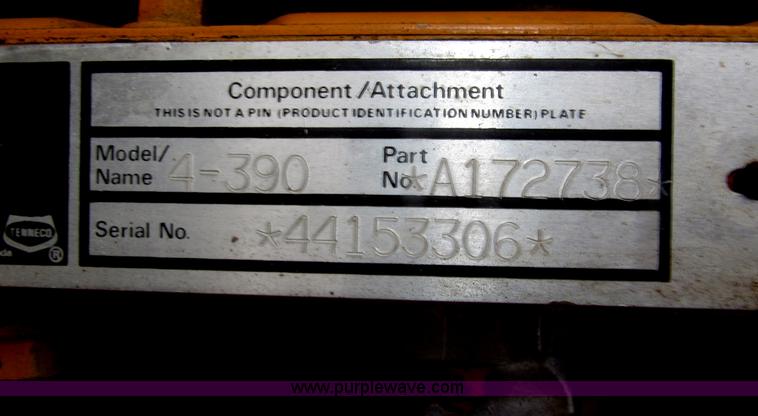 Component/Attachment
THIS IS NOT A PIN (PRODUCT IDENTIFICATION NUMBER) PLATE
Model/ Name 4-390
Part No. *A172738*
Serial No. *44153306*
TENNECO
®
www.purplewave.com